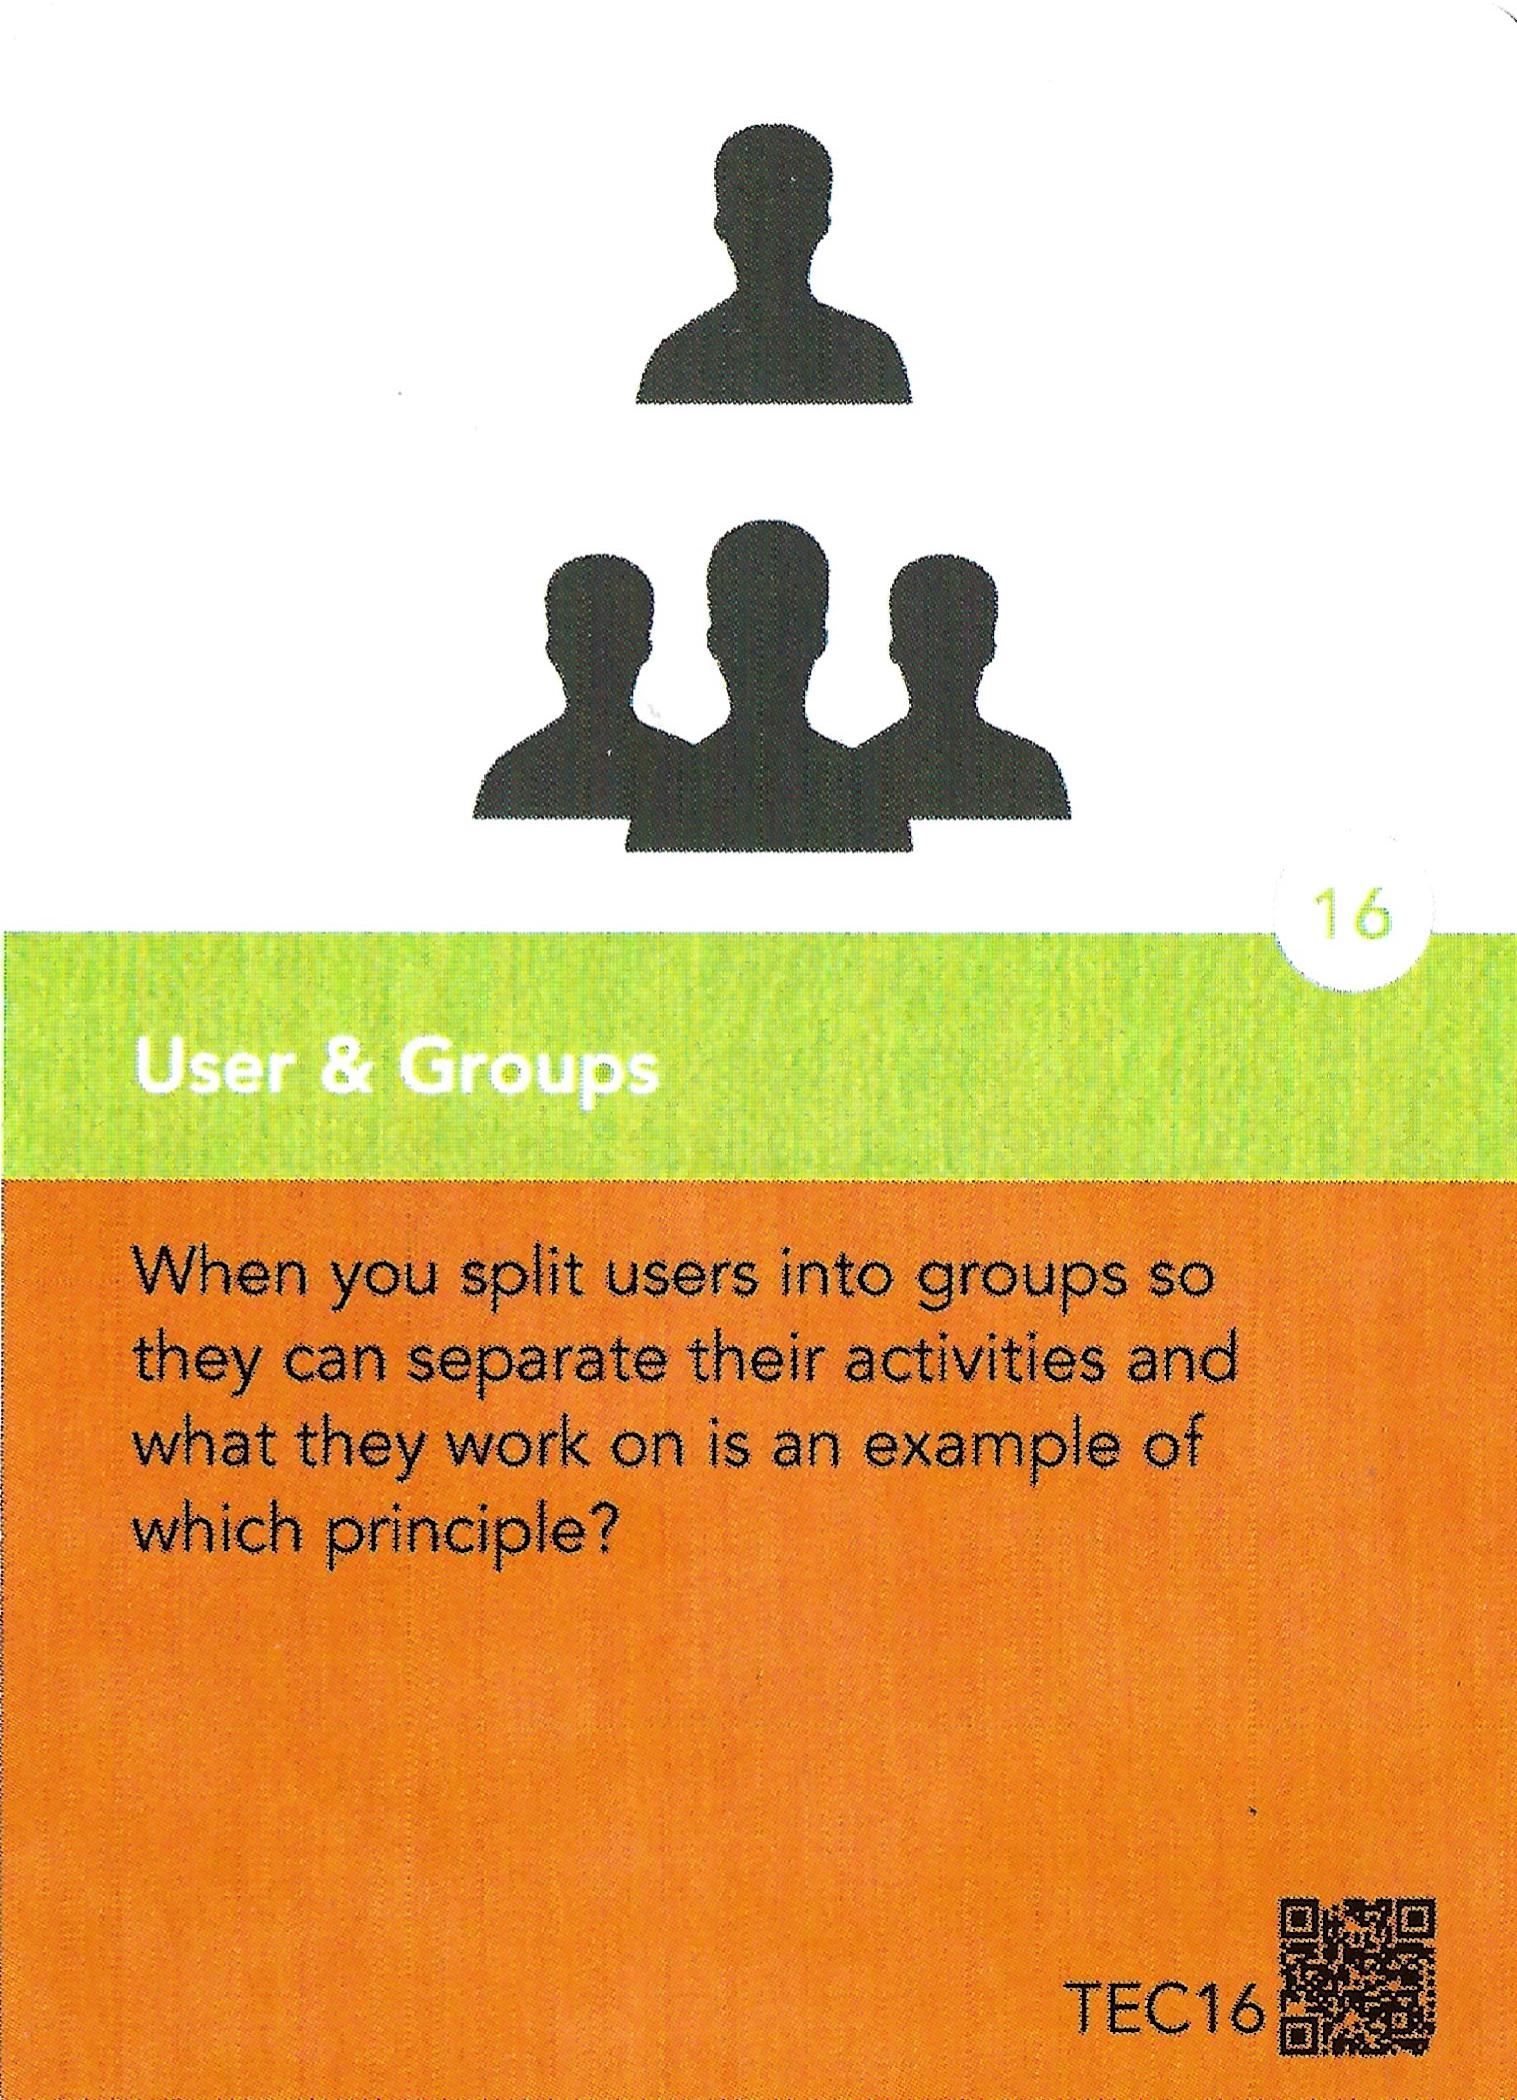 16
User & Groups
When you split users into groups so
they can separate their activities and
what they work on is an example of
which principle?
TEC16